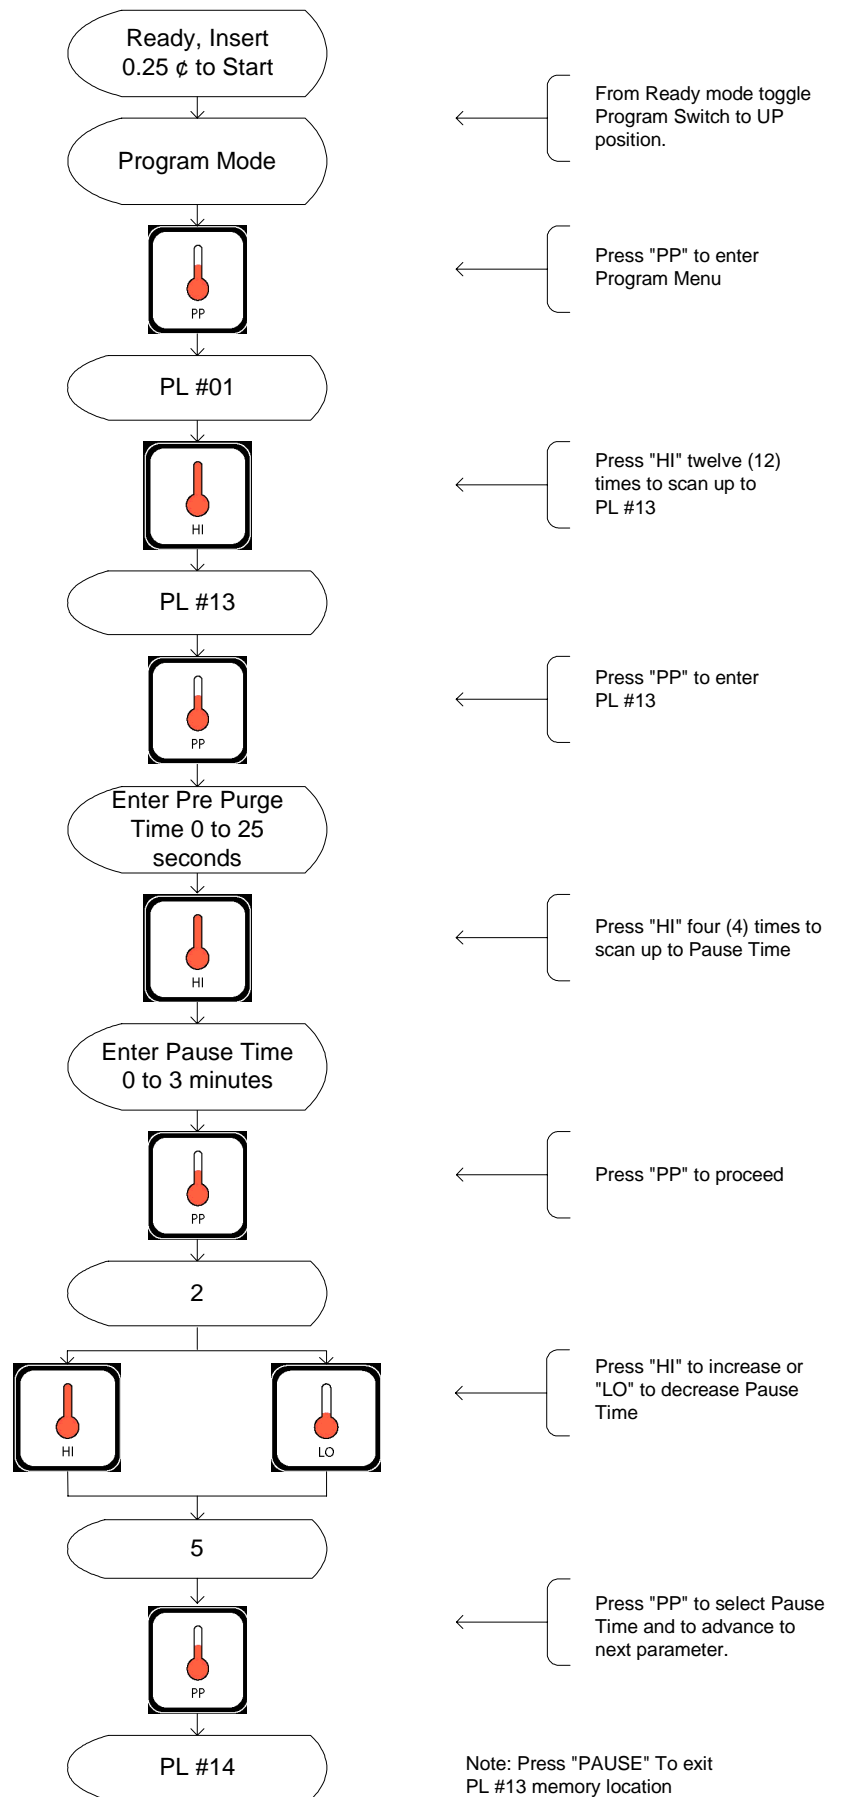 Ready, Insert
0.25 ¢ to Start
From Ready mode toggle
Program Switch to UP
position.
Program Mode
PP
Press "PP" to enter
Program Menu
PL #01
HI
Press "HI" twelve (12)
times to scan up to
PL #13
PL #13
PP
Press "PP" to enter
PL #13
Enter Pre Purge
Time 0 to 25
seconds
HI
Press "HI" four (4) times to
scan up to Pause Time
Enter Pause Time
0 to 3 minutes
PP
Press "PP" to proceed
2
HI
LO
Press "HI" to increase or
"LO" to decrease Pause
Time
5
PP
Press "PP" to select Pause
Time and to advance to
next parameter.
PL #14
Note: Press "PAUSE" To exit
PL #13 memory location